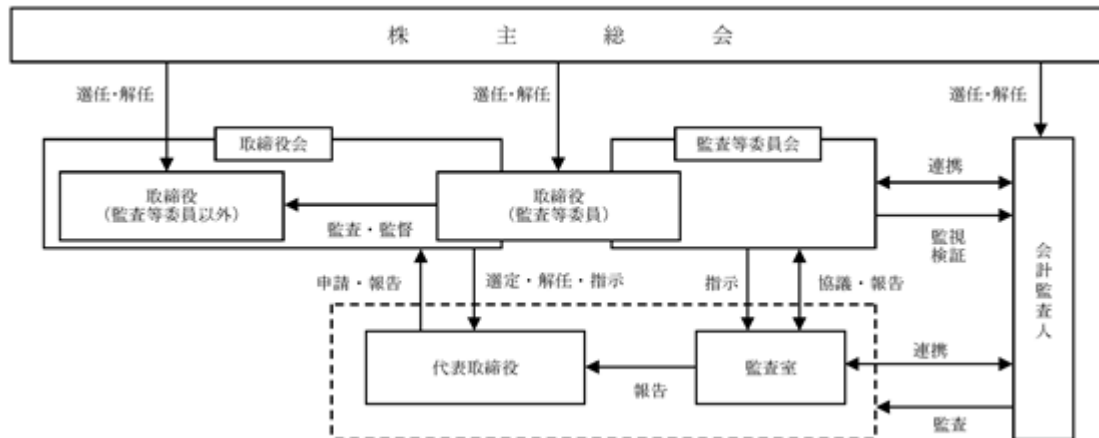 株主総会
選任・解任
選任・解任
選任・解任
取締役会
監査等委員会
取締役
（監査等委員以外）
取締役
（監査等委員）
監査・監督
連携
監視
検証
会計監査人
申請・報告
選定・解任・指示
指示
協議・報告
代表取締役
報告
監査室
連携
監査